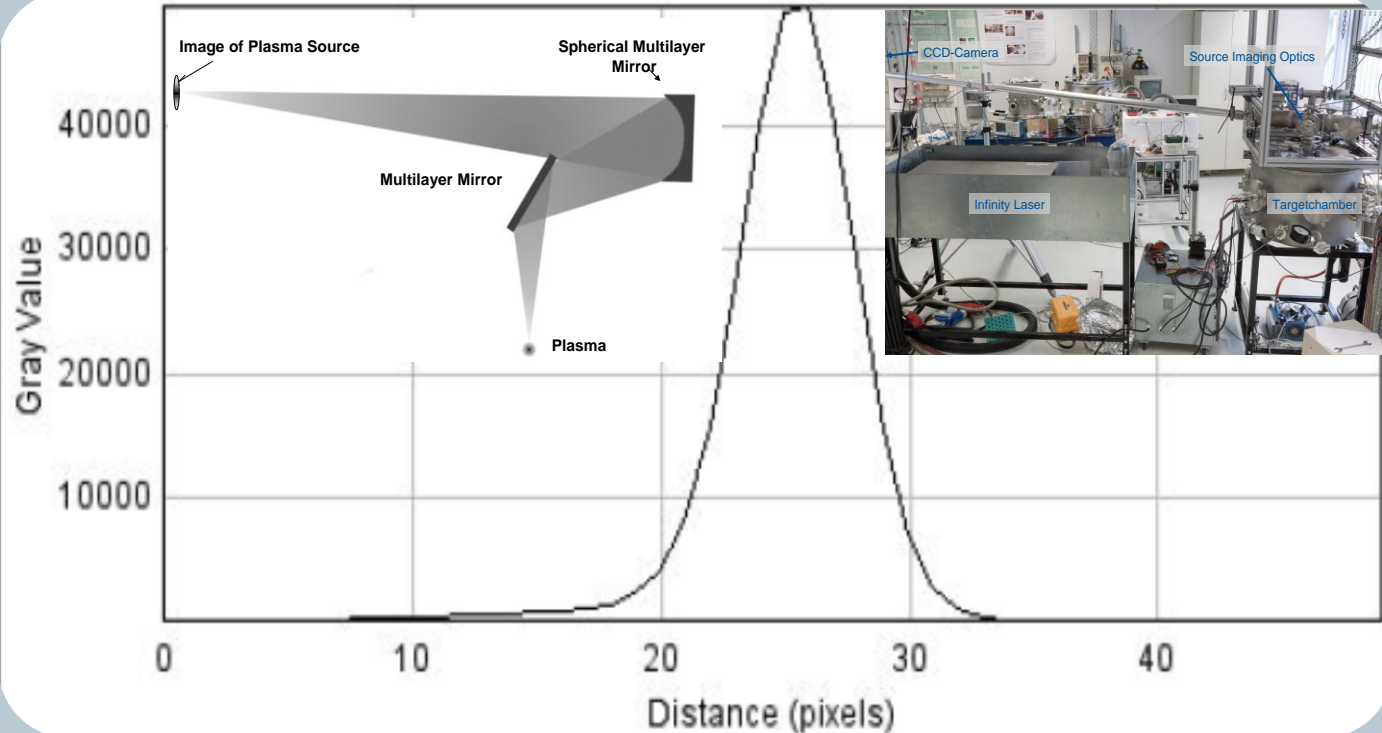 Image of Plasma Source
Spherical Multilayer
Mirror
CCD-Camera
Source Imaging Optics
Multilayer Mirror
Infinity Laser
Targetchamber
Plasma
Gray Value
40000
30000
20000
10000
0
10
20
30
40
Distance (pixels)